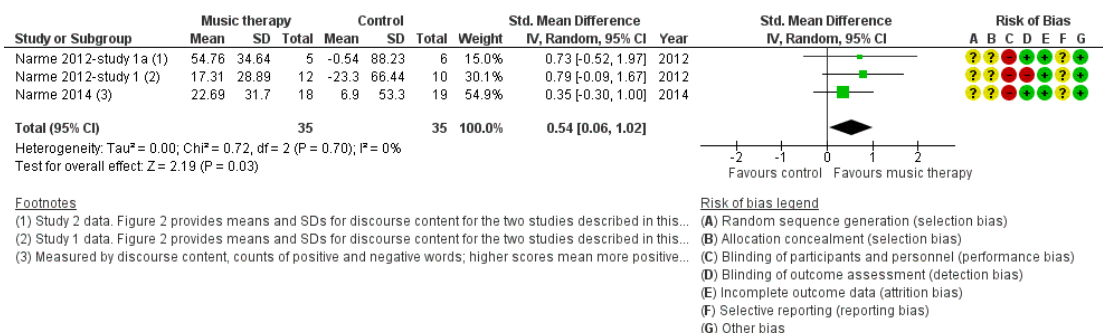 Music therapy Control Std. Mean Difference Std. Mean Difference Risk of Bias
Study or Subgroup Mean SD Total Mean SD Total Weight IV, Random, 95% CI Year IV, Random, 95% CI A B C D E F G
Narme 2012-study 1a (1) 54.76 34.64 5 -0.54 88.23 6 15.0% 0.73 [-0.52, 1.97] 2012 ? ? - + + ? +
Narme 2012-study 1 (2) 17.31 28.89 12 -23.3 66.44 10 30.1% 0.79 [-0.09, 1.67] 2012 ? ? - - + ? +
Narme 2014 (3) 22.69 31.7 18 6.9 53.3 19 54.9% 0.35 [-0.30, 1.00] 2014 ? ? - + + ? +
Total (95% CI) 35 35 100.0% 0.54 [0.06, 1.02]
Heterogeneity: Tau² = 0.00; Chi² = 0.72, df = 2 (P = 0.70); I² = 0%
Test for overall effect: Z = 2.19 (P = 0.03)
-2 -1 0 1 2
Favours control Favours music therapy
Footnotes
(1) Study 2 data. Figure 2 provides means and SDs for discourse content for the two studies described in this...
(2) Study 1 data. Figure 2 provides means and SDs for discourse content for the two studies described in this...
(3) Measured by discourse content, counts of positive and negative words; higher scores mean more positive...
Risk of bias legend
(A) Random sequence generation (selection bias)
(B) Allocation concealment (selection bias)
(C) Blinding of participants and personnel (performance bias)
(D) Blinding of outcome assessment (detection bias)
(E) Incomplete outcome data (attrition bias)
(F) Selective reporting (reporting bias)
(G) Other bias